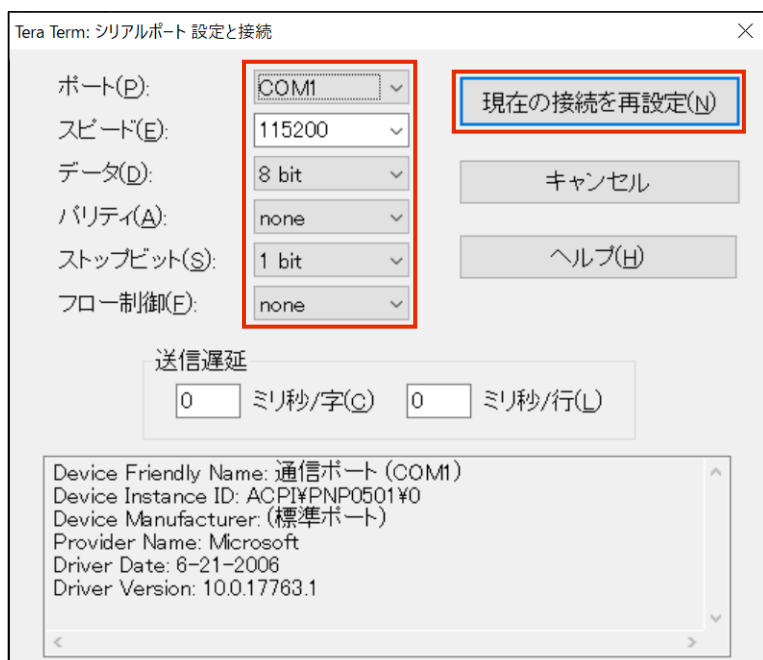 Tera Term: シリアルポート 設定と接続
ポート(P): COM1
現在の接続を再設定(N)
スピード(E): 115200
データ(D): 8 bit
キャンセル
パリティ(A): none
ストップビット(S): 1 bit
ヘルプ(H)
フロー制御(F): none
送信遅延
0 ミリ秒/字(C) 0 ミリ秒/行(L)
Device Friendly Name: 通信ポート (COM1)
Device Instance ID: ACPI¥PNP0501¥0
Device Manufacturer: (標準ポート)
Provider Name: Microsoft
Driver Date: 6-21-2006
Driver Version: 10.0.17763.1